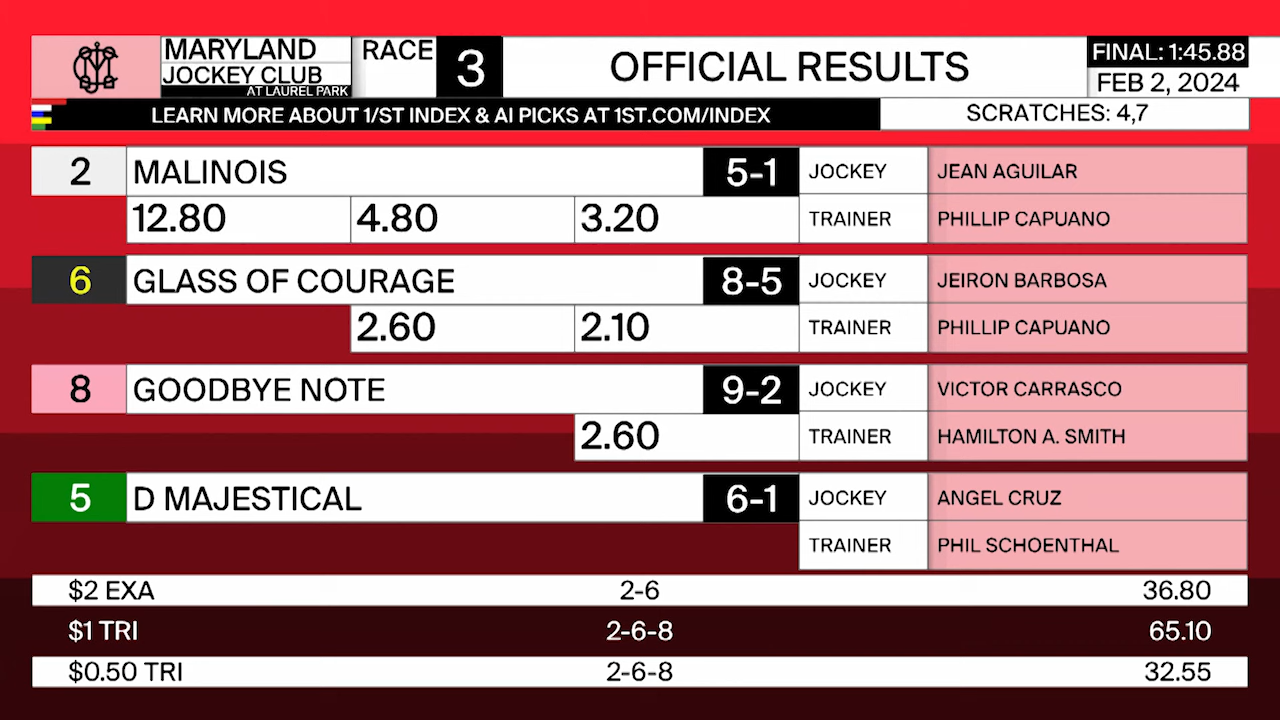 MARYLAND
JOCKEY CLUB
AT LAUREL PARK
RACE 3
OFFICIAL RESULTS
FINAL: 1:45.88
FEB 2, 2024
LEARN MORE ABOUT 1/ST INDEX & AI PICKS AT 1ST.COM/INDEX
SCRATCHES: 4,7
2 MALINOIS 5-1 JOCKEY JEAN AGUILAR
12.80 4.80 3.20 TRAINER PHILLIP CAPUANO
6 GLASS OF COURAGE 8-5 JOCKEY JEIRON BARBOSA
2.60 2.10 TRAINER PHILLIP CAPUANO
8 GOODBYE NOTE 9-2 JOCKEY VICTOR CARRASCO
2.60 TRAINER HAMILTON A. SMITH
5 D MAJESTICAL 6-1 JOCKEY ANGEL CRUZ
TRAINER PHIL SCHOENTHAL
$2 EXA 2-6 36.80
$1 TRI 2-6-8 65.10
$0.50 TRI 2-6-8 32.55